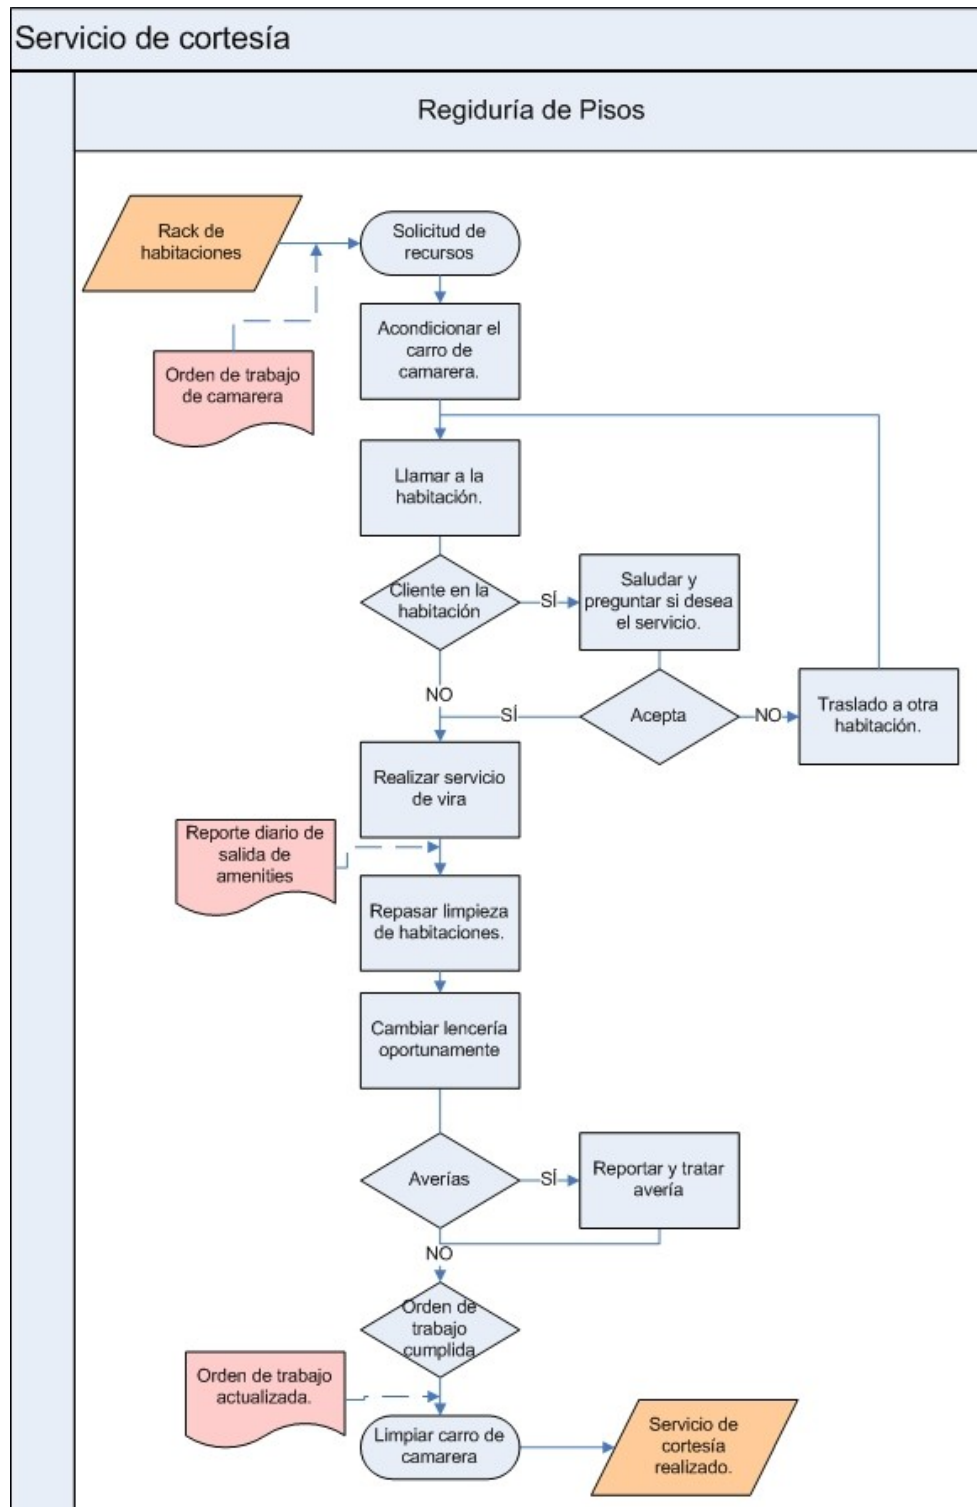 Servicio de cortesía
Regiduría de Pisos
Rack de
habitaciones
Solicitud de
recursos
Orden de trabajo
de camarera
Acondicionar el
carro de
camarera.
Llamar a la
habitación.
Cliente en la
habitación
SÍ
Saludar y
preguntar si desea
el servicio.
NO
SÍ
Acepta
NO
Traslado a otra
habitación.
Realizar servicio
de vira
Reporte diario de
salida de
amenities
Repasar limpieza
de habitaciones.
Cambiar lencería
oportunamente
Averías
SÍ
Reportar y tratar
avería
NO
Orden de
trabajo
cumplida
Orden de trabajo
actualizada.
Limpiar carro de
camarera
Servicio de
cortesía
realizado.